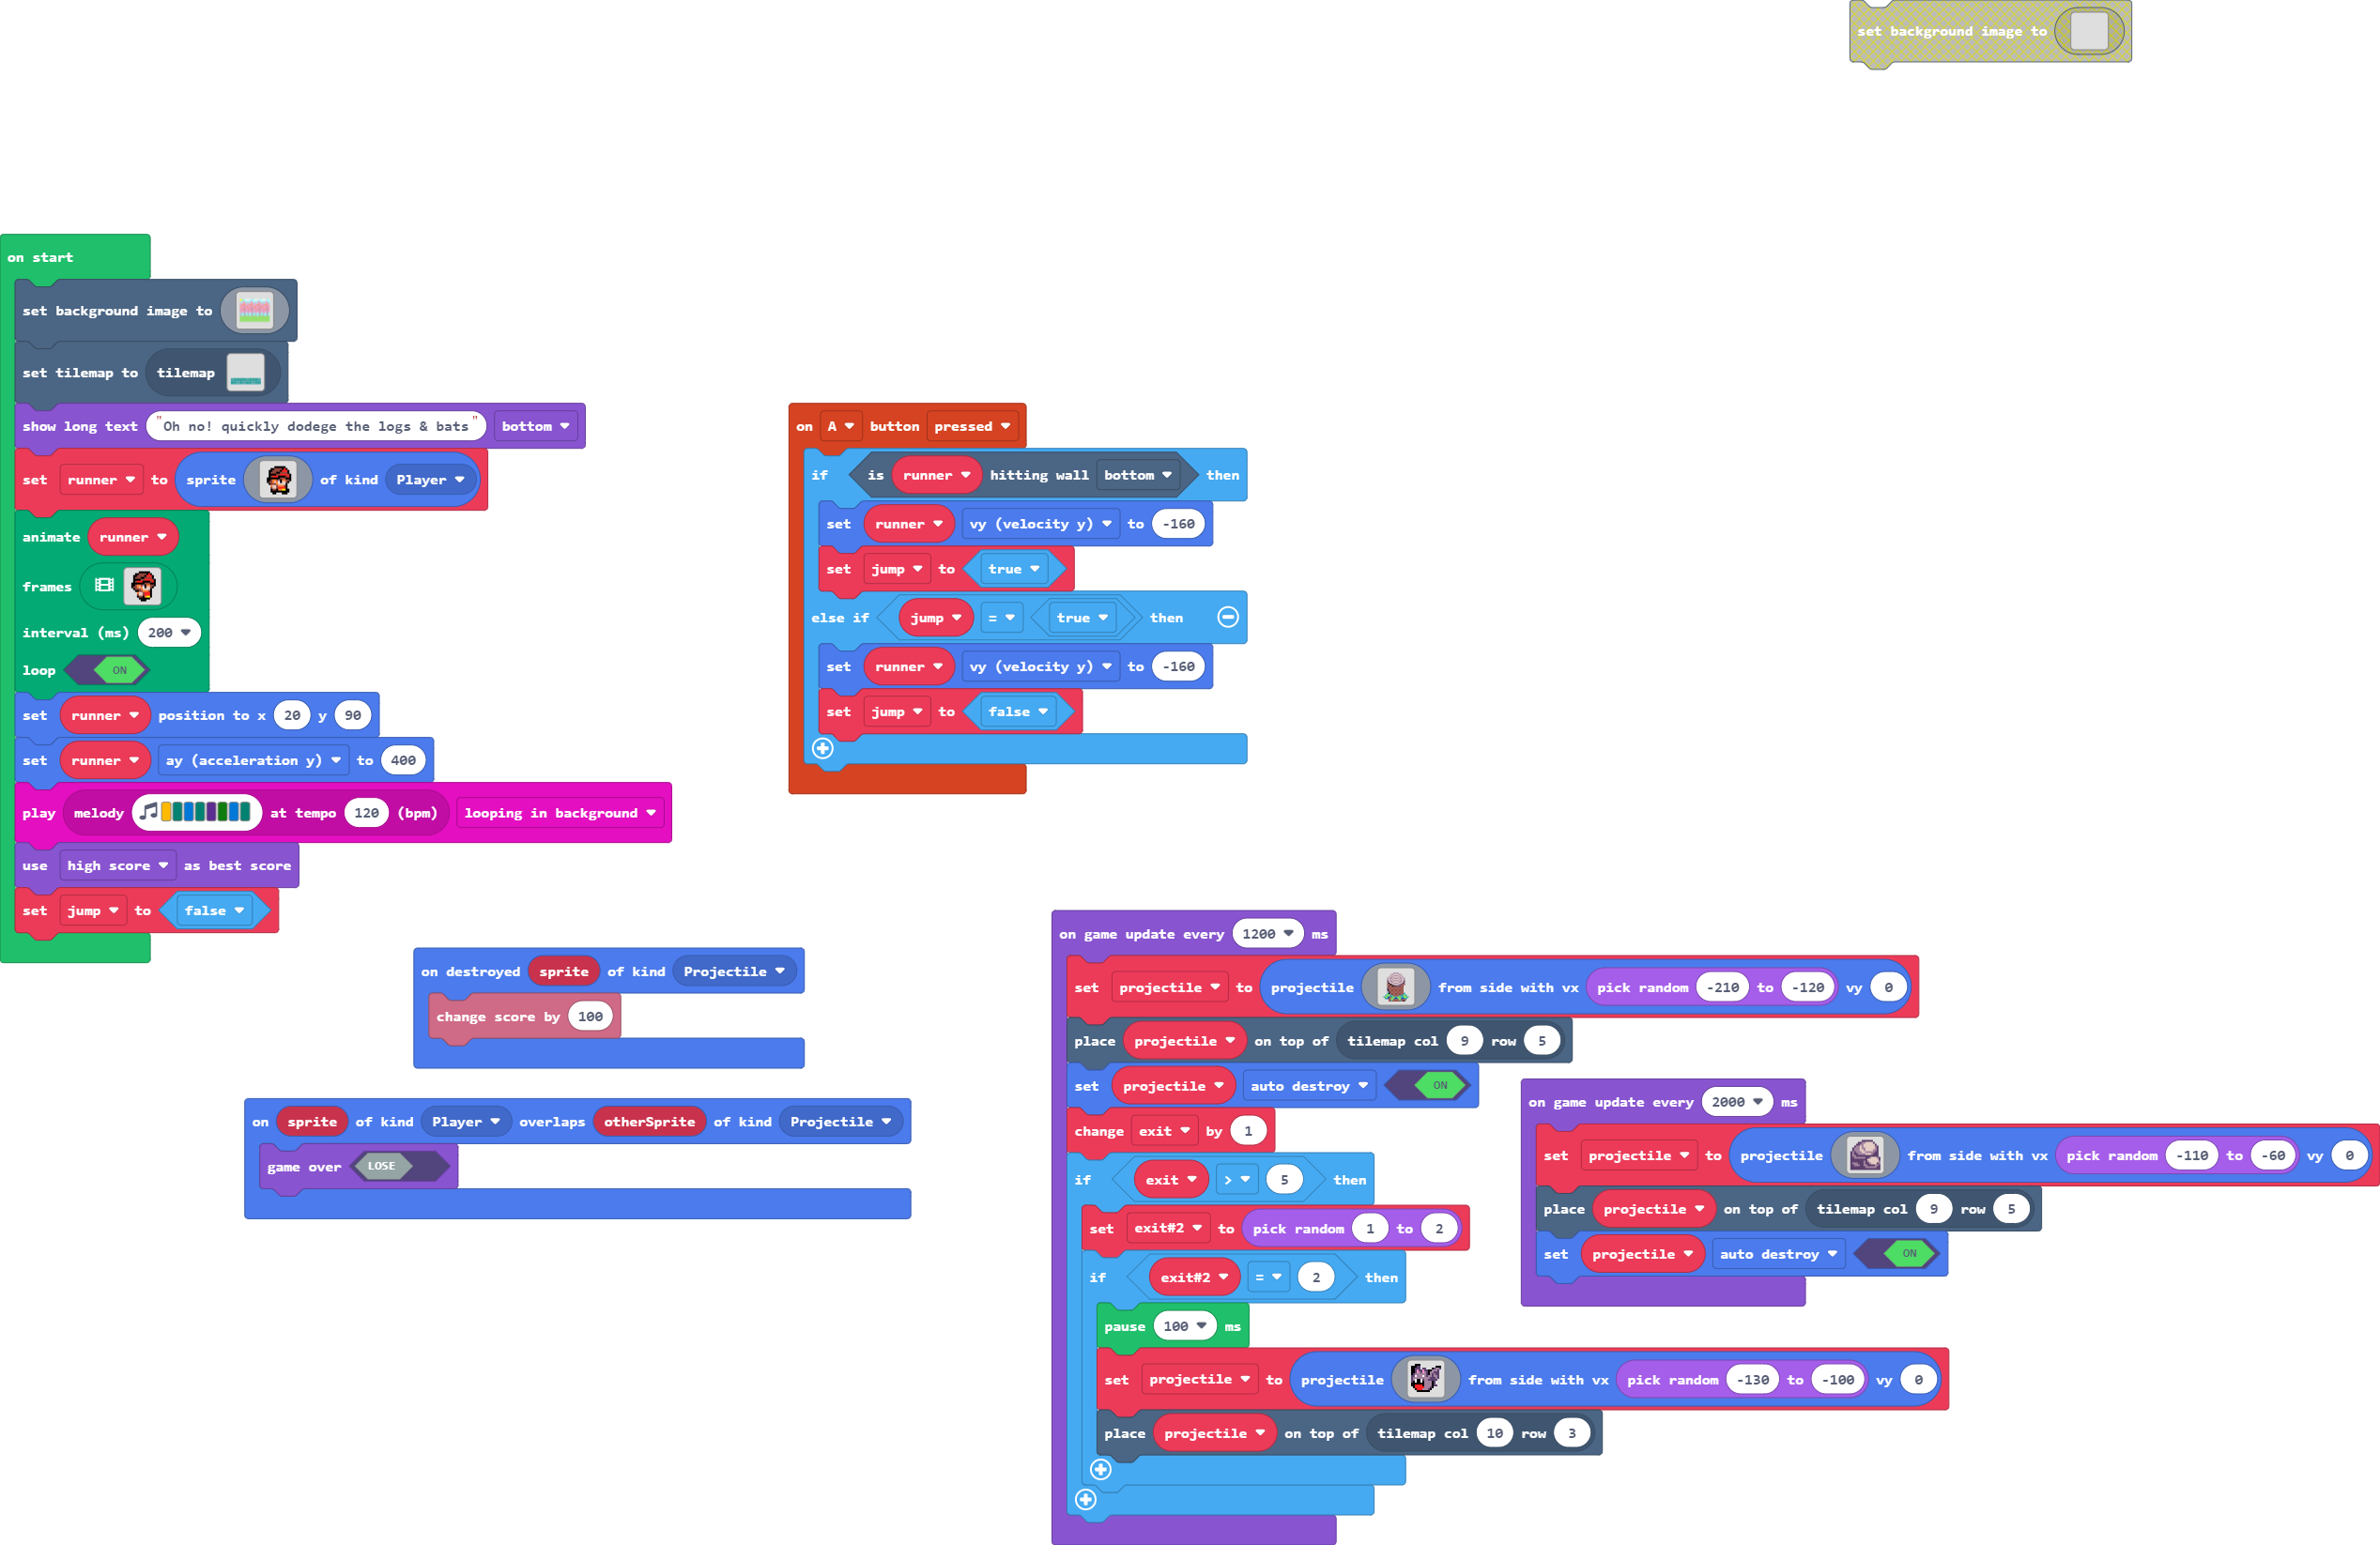 set background image to
on start
set background image to
set tilemap to tilemap
show long text "Oh no! quickly dodege the logs & bats" bottom
set runner to sprite of kind Player
animate runner
frames
interval (ms) 200
loop ON
set runner position to x 20 y 90
set runner ay (acceleration y) to 400
play melody at tempo 120 (bpm) looping in background
use high score as best score
set jump to false
on A button pressed
if is runner hitting wall bottom then
set runner vy (velocity y) to -160
set jump to true
else if jump = true then
set runner vy (velocity y) to -160
set jump to false
on destroyed sprite of kind Projectile
change score by 100
on sprite of kind Player overlaps otherSprite of kind Projectile
game over LOSE
on game update every 1200 ms
set projectile to projectile from side with vx pick random -210 to -120 vy 0
place projectile on top of tilemap col 9 row 5
set projectile auto destroy ON
change exit by 1
if exit > 5 then
set exit#2 to pick random 1 to 2
if exit#2 = 2 then
pause 100 ms
set projectile to projectile from side with vx pick random -130 to -100 vy 0
place projectile on top of tilemap col 10 row 3
on game update every 2000 ms
set projectile to projectile from side with vx pick random -110 to -60 vy 0
place projectile on top of tilemap col 9 row 5
set projectile auto destroy ON